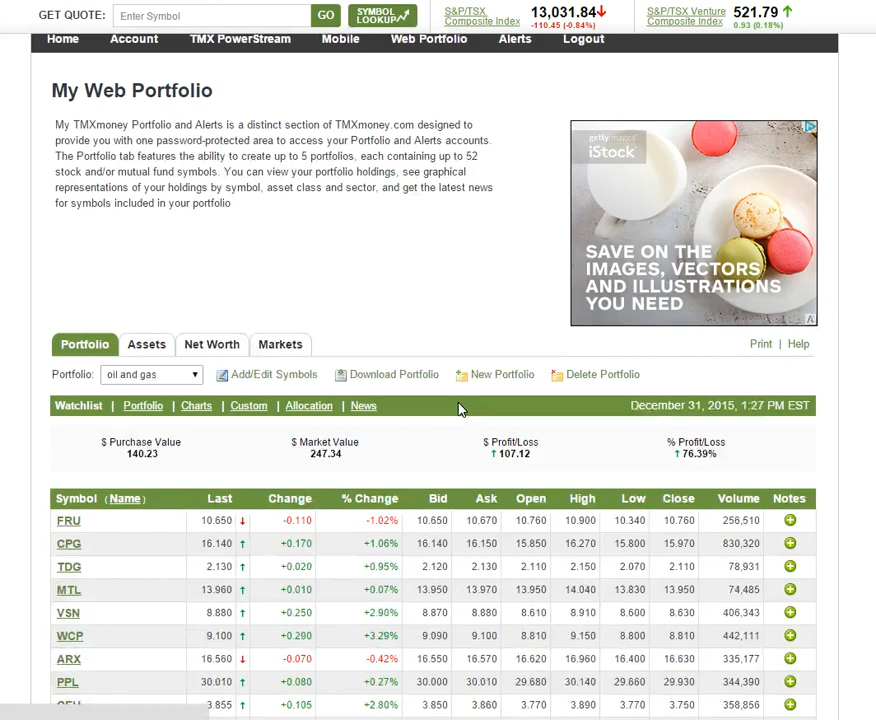 GET QUOTE: Enter Symbol GO SYMBOL LOOKUP S&P/TSX Composite Index 13,031.84 -110.45 (-0.84%) S&P/TSX Venture Composite Index 521.79 0.93 (0.18%)
Home Account TMX PowerStream Mobile Web Portfolio Alerts Logout
My Web Portfolio
My TMXmoney Portfolio and Alerts is a distinct section of TMXmoney.com designed to
provide you with one password-protected area to access your Portfolio and Alerts accounts.
The Portfolio tab features the ability to create up to 5 portfolios, each containing up to 52
stock and/or mutual fund symbols. You can view your portfolio holdings, see graphical
representations of your holdings by symbol, asset class and sector, and get the latest news
for symbols included in your portfolio
gettyimages
iStock
SAVE ON THE
IMAGES, VECTORS
AND ILLUSTRATIONS
YOU NEED
Portfolio Assets Net Worth Markets Print | Help
Portfolio: oil and gas Add/Edit Symbols Download Portfolio New Portfolio Delete Portfolio
Watchlist | Portfolio | Charts | Custom | Allocation | News December 31, 2015, 1:27 PM EST
$ Purchase Value $ Market Value $ Profit/Loss % Profit/Loss
140.23 247.34 107.12 76.39%
Symbol (Name) Last Change % Change Bid Ask Open High Low Close Volume Notes
FRU 10.650 -0.110 -1.02% 10.650 10.670 10.760 10.900 10.340 10.760 256,510
CPG 16.140 +0.170 +1.06% 16.140 16.150 15.850 16.270 15.800 15.970 830,320
TDG 2.130 +0.020 +0.95% 2.120 2.130 2.110 2.150 2.070 2.110 78,931
MTL 13.960 +0.010 +0.07% 13.950 13.970 13.950 14.040 13.830 13.950 74,485
VSN 8.880 +0.250 +2.90% 8.870 8.880 8.610 8.910 8.600 8.630 406,343
WCP 9.100 +0.290 +3.29% 9.090 9.100 8.810 9.150 8.800 8.810 442,111
ARX 16.560 -0.070 -0.42% 16.550 16.570 16.620 16.960 16.400 16.630 335,177
PPL 30.010 +0.080 +0.27% 30.000 30.010 29.680 30.140 29.660 29.930 344,390
3.855 +0.105 +2.80% 3.850 3.860 3.770 3.890 3.770 3.750 358,856